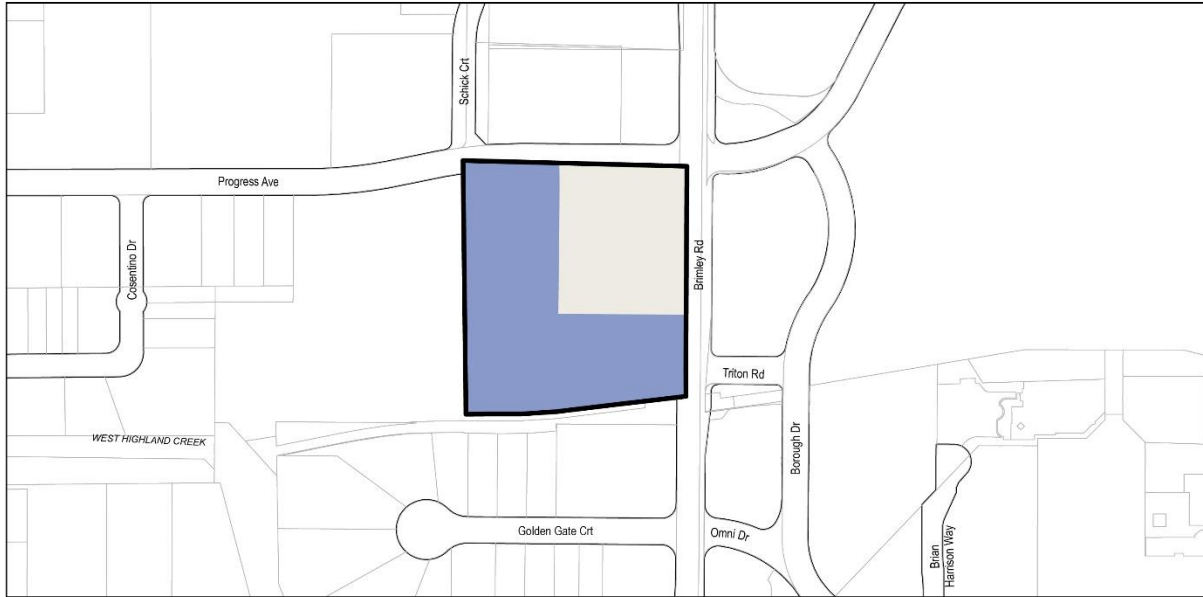 Schick Crt
Progress Ave
Cosentino Dr
Brimley Rd
Triton Rd
WEST HIGHLAND CREEK
Borough Dr
Golden Gate Crt
Omni Dr
Brian
Harrison Way